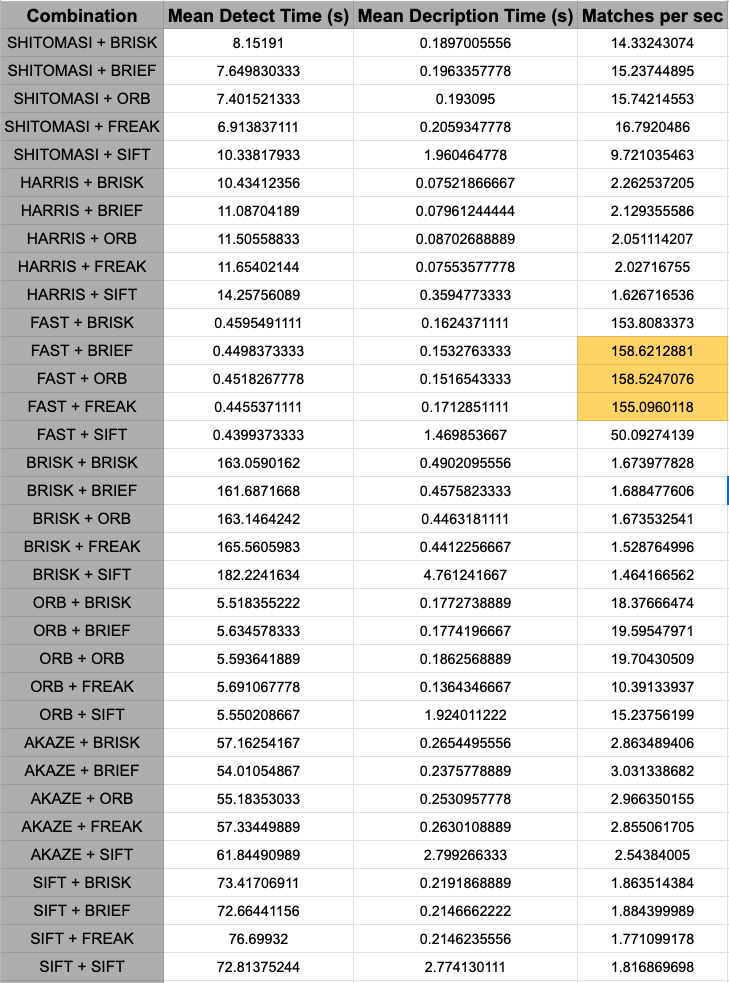 Combination Mean Detect Time (s) Mean Decription Time (s) Matches per sec
SHITOMASI + BRISK 8.15191 0.1897005556 14.33243074
SHITOMASI + BRIEF 7.649830333 0.1963357778 15.23744895
SHITOMASI + ORB 7.401521333 0.193095 15.74214553
SHITOMASI + FREAK 6.913837111 0.2059347778 16.7920486
SHITOMASI + SIFT 10.33817933 1.960464778 9.721035463
HARRIS + BRISK 10.43412356 0.07521866667 2.262537205
HARRIS + BRIEF 11.08704189 0.07961244444 2.129355586
HARRIS + ORB 11.50558833 0.08702688889 2.051114207
HARRIS + FREAK 11.65402144 0.07553577778 2.02716755
HARRIS + SIFT 14.25756089 0.3594773333 1.626716536
FAST + BRISK 0.4595491111 0.1624371111 153.8083373
FAST + BRIEF 0.4498373333 0.1532763333 158.6212881
FAST + ORB 0.4518267778 0.1516543333 158.5247076
FAST + FREAK 0.4455371111 0.1712851111 155.0960118
FAST + SIFT 0.4399373333 1.469853667 50.09274139
BRISK + BRISK 163.0590162 0.4902095556 1.673977828
BRISK + BRIEF 161.6871668 0.4575823333 1.688477606
BRISK + ORB 163.1464242 0.4463181111 1.673532541
BRISK + FREAK 165.5605983 0.4412256667 1.528764996
BRISK + SIFT 182.2241634 4.761241667 1.464166562
ORB + BRISK 5.518355222 0.1772738889 18.37666474
ORB + BRIEF 5.634578333 0.1774196667 19.59547971
ORB + ORB 5.593641889 0.1862568889 19.70430509
ORB + FREAK 5.691067778 0.1364346667 10.39133937
ORB + SIFT 5.550208667 1.924011222 15.23756199
AKAZE + BRISK 57.16254167 0.2654495556 2.863489406
AKAZE + BRIEF 54.01054867 0.2375778889 3.031338682
AKAZE + ORB 55.18353033 0.2530957778 2.966350155
AKAZE + FREAK 57.33449889 0.2630108889 2.855061705
AKAZE + SIFT 61.84490989 2.799266333 2.54384005
SIFT + BRISK 73.41706911 0.2191868889 1.863514384
SIFT + BRIEF 72.66441156 0.2146662222 1.884399989
SIFT + FREAK 76.69932 0.2146235556 1.771099178
SIFT + SIFT 72.81375244 2.774130111 1.816869698